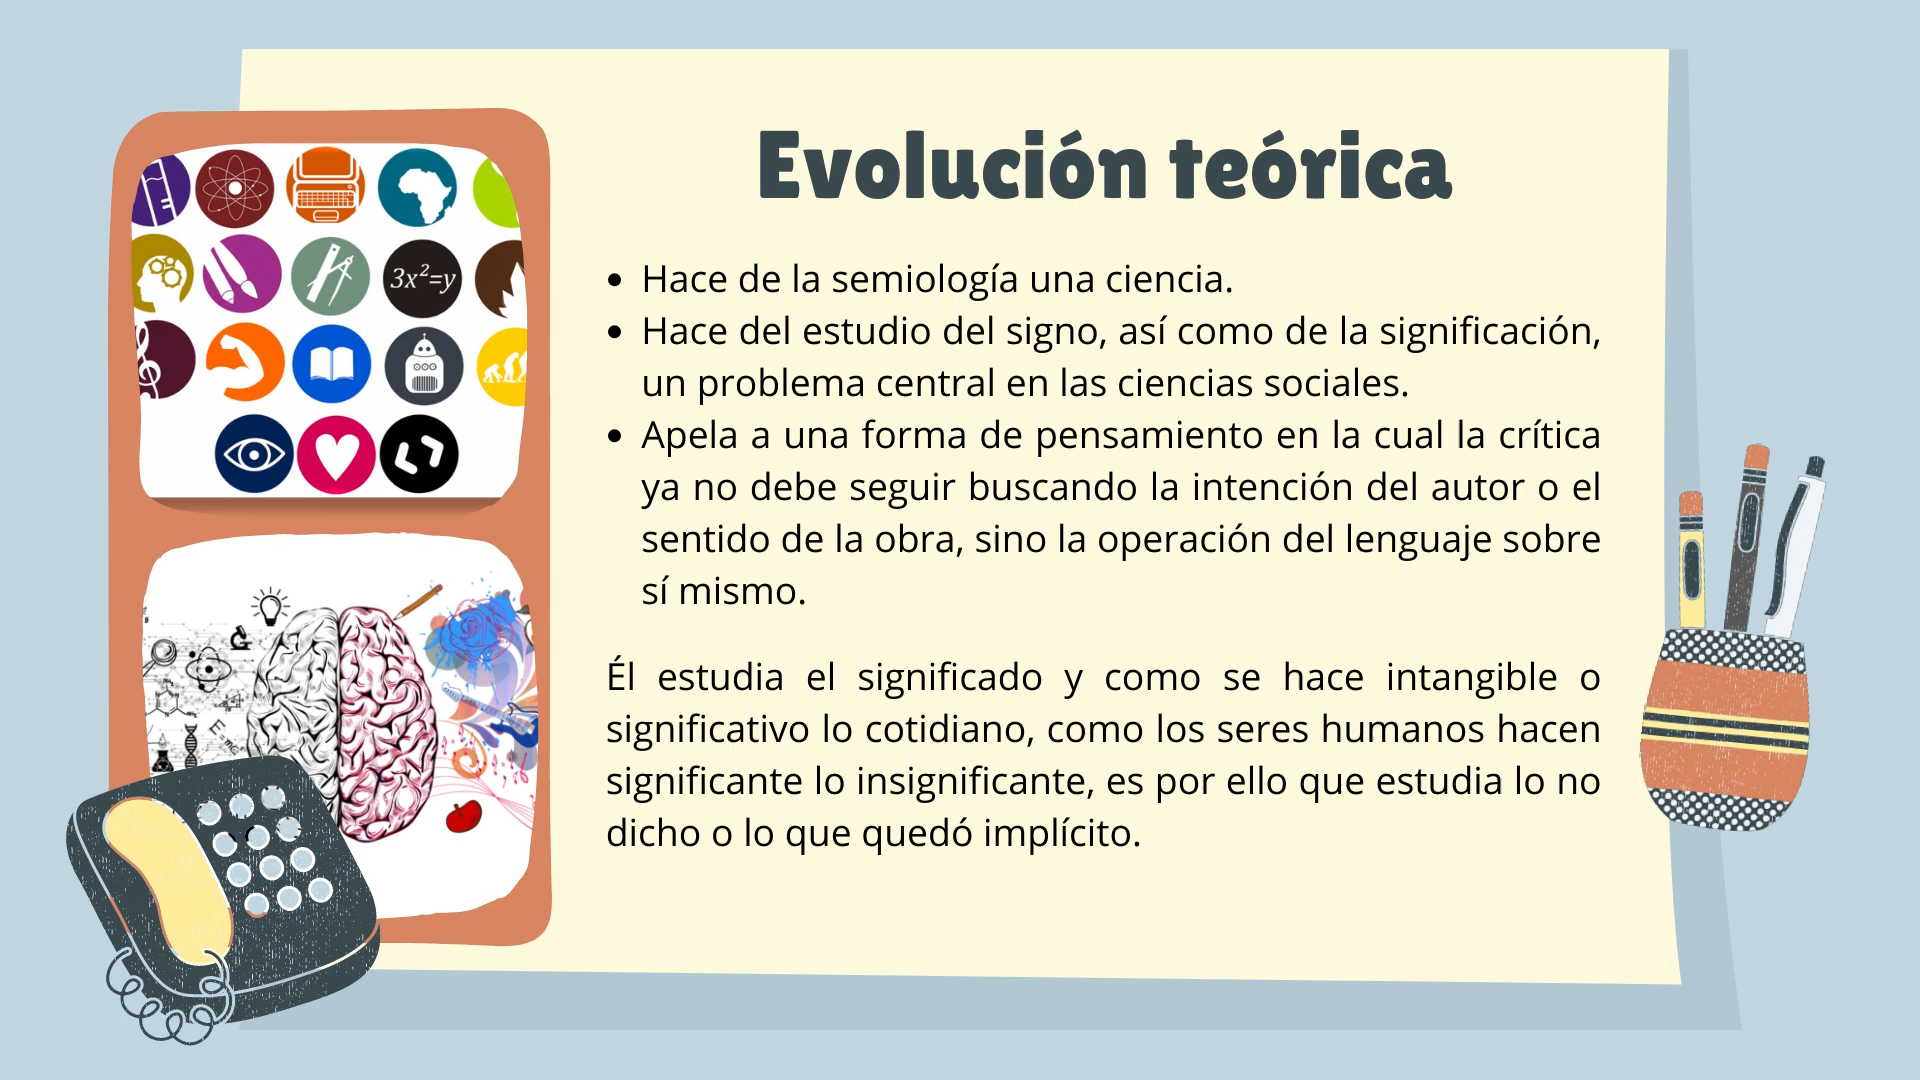 Evolución teórica
3x²=y
• Hace de la semiología una ciencia.
• Hace del estudio del signo, así como de la significación,
un problema central en las ciencias sociales.
• Apela a una forma de pensamiento en la cual la crítica
ya no debe seguir buscando la intención del autor o el
sentido de la obra, sino la operación del lenguaje sobre
sí mismo.
Él estudia el significado y como se hace intangible o
significativo lo cotidiano, como los seres humanos hacen
significante lo insignificante, es por ello que estudia lo no
dicho o lo que quedó implícito.